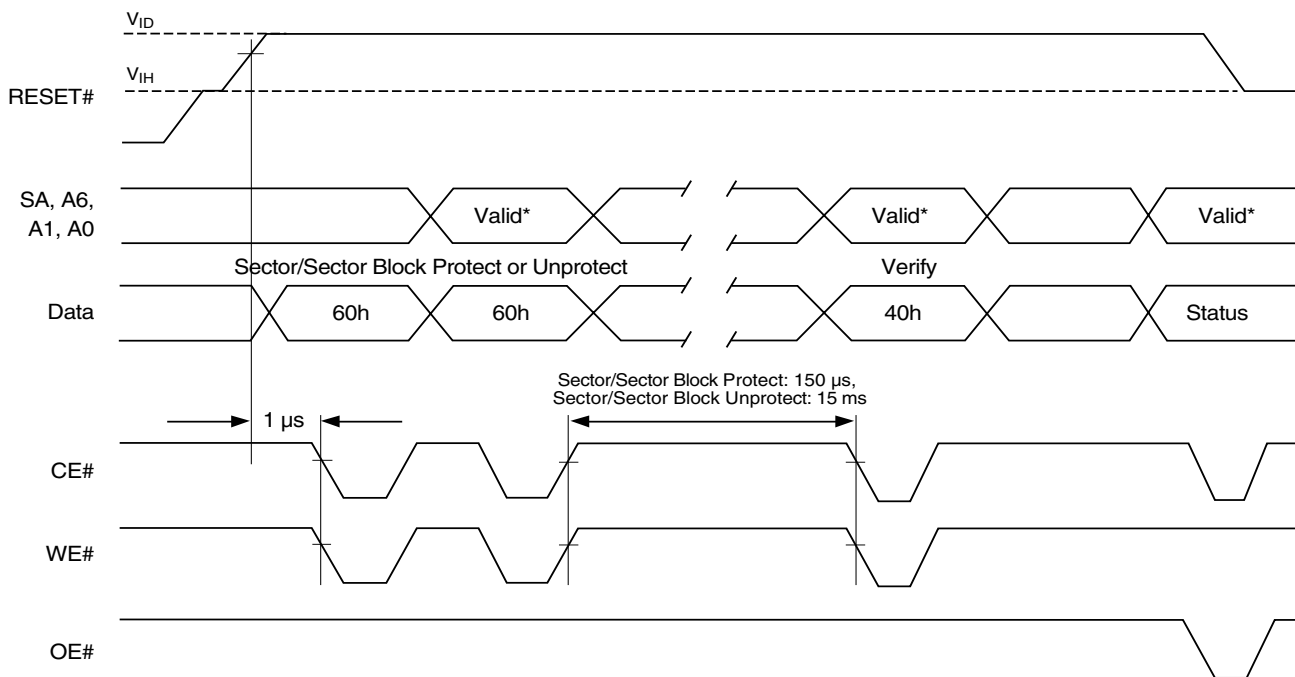 VID
VIH
RESET#
SA, A6,
A1, A0
Valid*
Valid*
Valid*
Sector/Sector Block Protect or Unprotect
Verify
Data
60h
60h
40h
Status
Sector/Sector Block Protect: 150 µs,
Sector/Sector Block Unprotect: 15 ms
1 µs
CE#
WE#
OE#